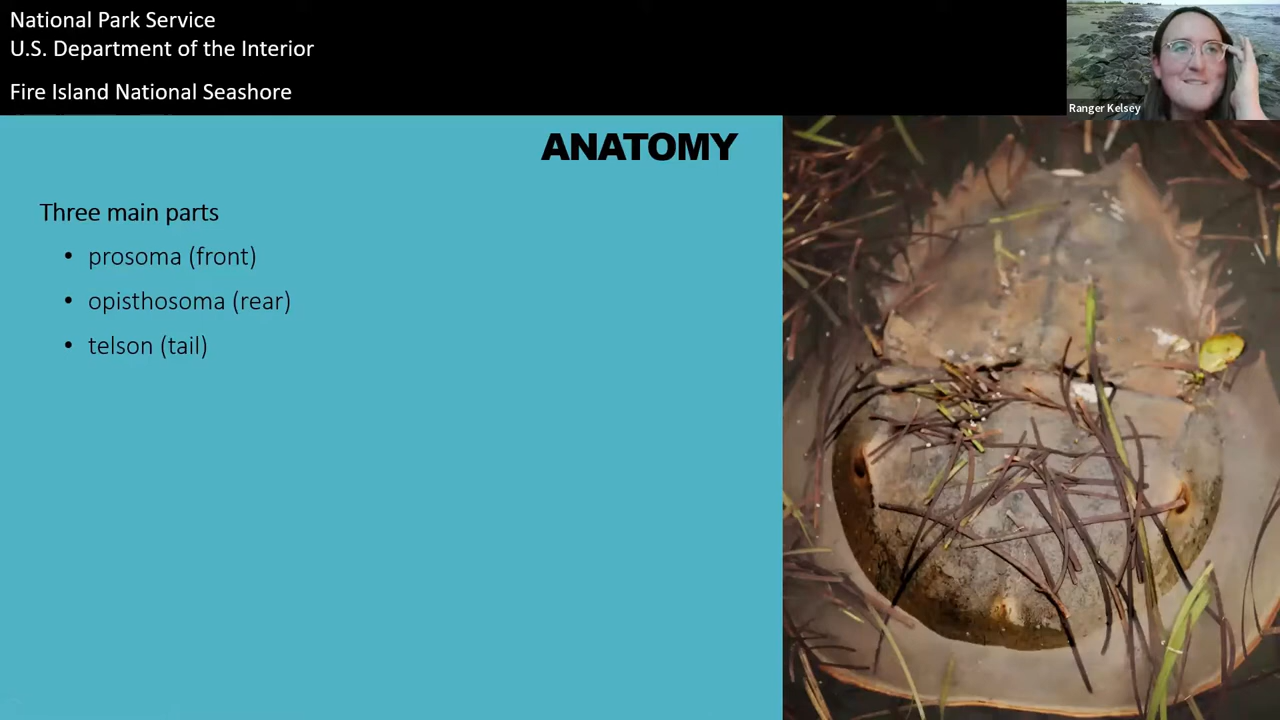 National Park Service
U.S. Department of the Interior
Fire Island National Seashore
Ranger Kelsey
ANATOMY
Three main parts
• prosoma (front)
• opisthosoma (rear)
• telson (tail)